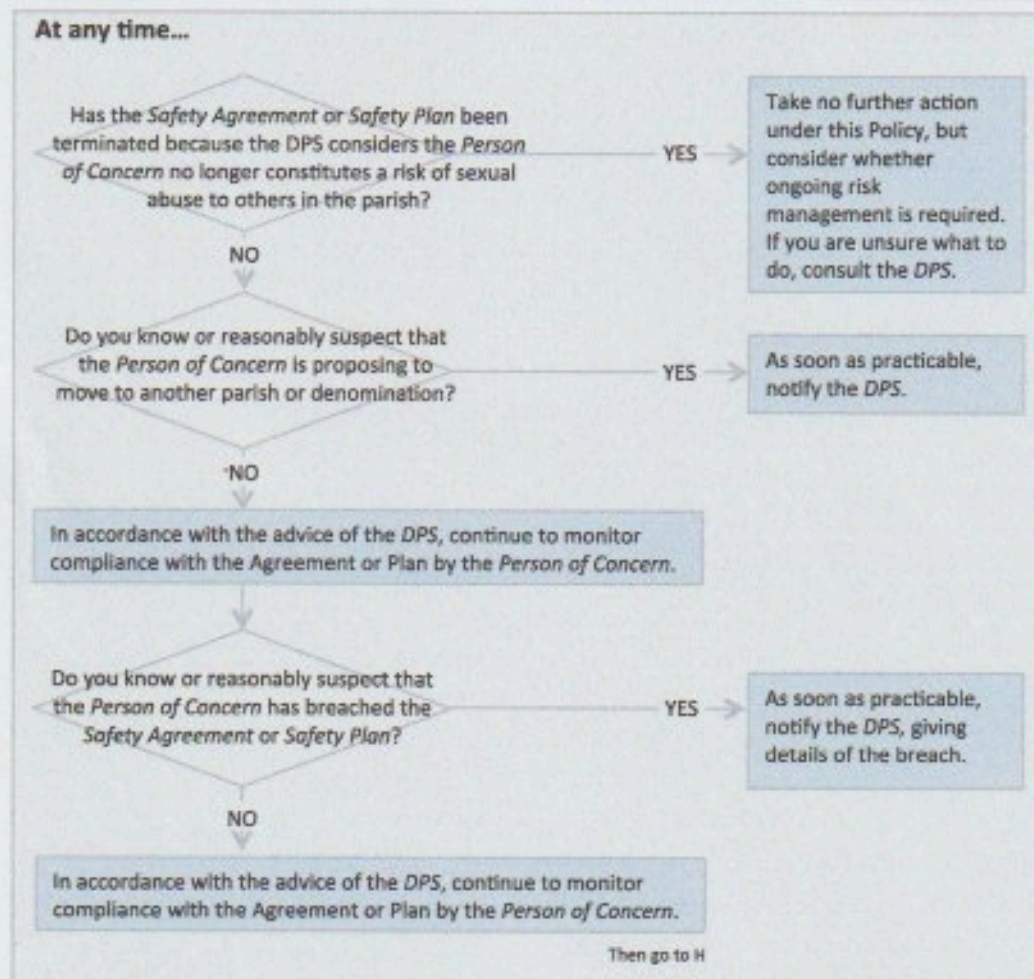 At any time...
Has the Safety Agreement or Safety Plan been
terminated because the DPS considers the Person
of Concern no longer constitutes a risk of sexual
abuse to others in the parish?
YES
Take no further action
under this Policy, but
consider whether
ongoing risk
management is required.
If you are unsure what to
do, consult the DPS.
NO
Do you know or reasonably suspect that
the Person of Concern is proposing to
move to another parish or denomination?
YES
As soon as practicable,
notify the DPS.
NO
In accordance with the advice of the DPS, continue to monitor
compliance with the Agreement or Plan by the Person of Concern.
Do you know or reasonably suspect that
the Person of Concern has breached the
Safety Agreement or Safety Plan?
YES
As soon as practicable,
notify the DPS, giving
details of the breach.
NO
In accordance with the advice of the DPS, continue to monitor
compliance with the Agreement or Plan by the Person of Concern.
Then go to H